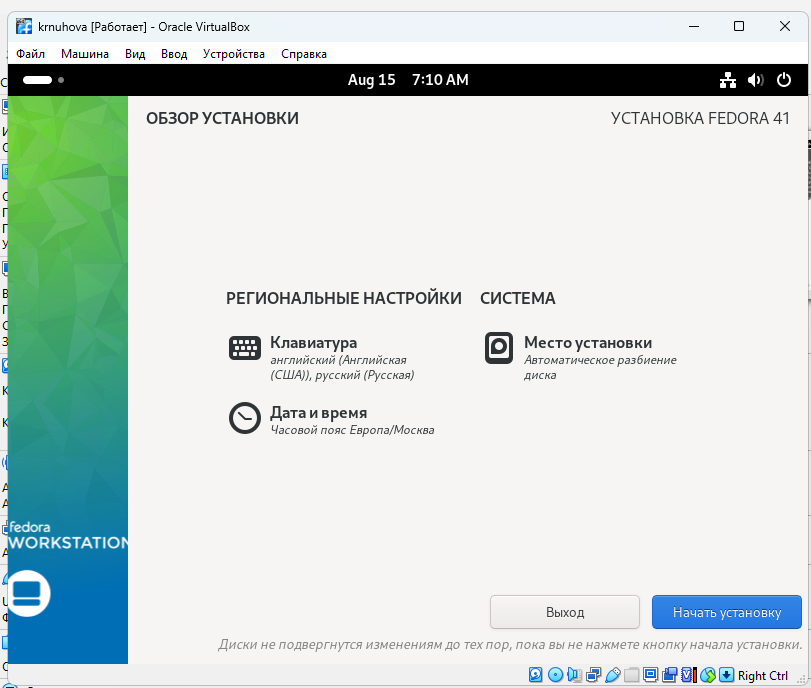 krnuhova [Работает] - Oracle VirtualBox
Файл Машина Вид Ввод Устройства Справка
Aug 15 7:10 AM
ОБЗОР УСТАНОВКИ
УСТАНОВКА FEDORA 41
РЕГИОНАЛЬНЫЕ НАСТРОЙКИ
СИСТЕМА
Клавиатура
английский (Английская
(США)), русский (Русская)
Место установки
Автоматическое разбиение
диска
Дата и время
Часовой пояс Европа/Москва
fedora
WORKSTATION
Выход
Начать установку
Диски не подвергнутся изменениям до тех пор, пока вы не нажмете кнопку начала установки.
Right Ctrl